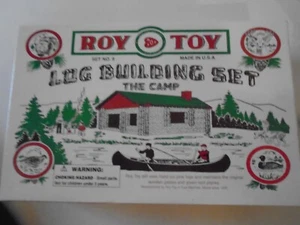 ROY TOY
SET NO. 5 MADE IN U.S.A.
LOG BUILDING SET
THE CAMP
WARNING:
CHOKING HAZARD - Small parts
Not for children under 3 years.